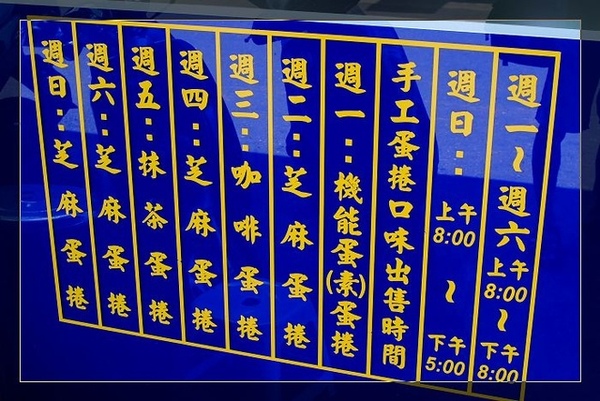 週一~週六上午8:00~下午8:00
週日:上午8:00~下午5:00
手工蛋捲口味出售時間
週一:機能蛋(素)蛋捲
週二:芝麻蛋捲
週三:咖啡蛋捲
週四:芝麻蛋捲
週五:抹茶蛋捲
週六:芝麻蛋捲
週日:芝麻蛋捲